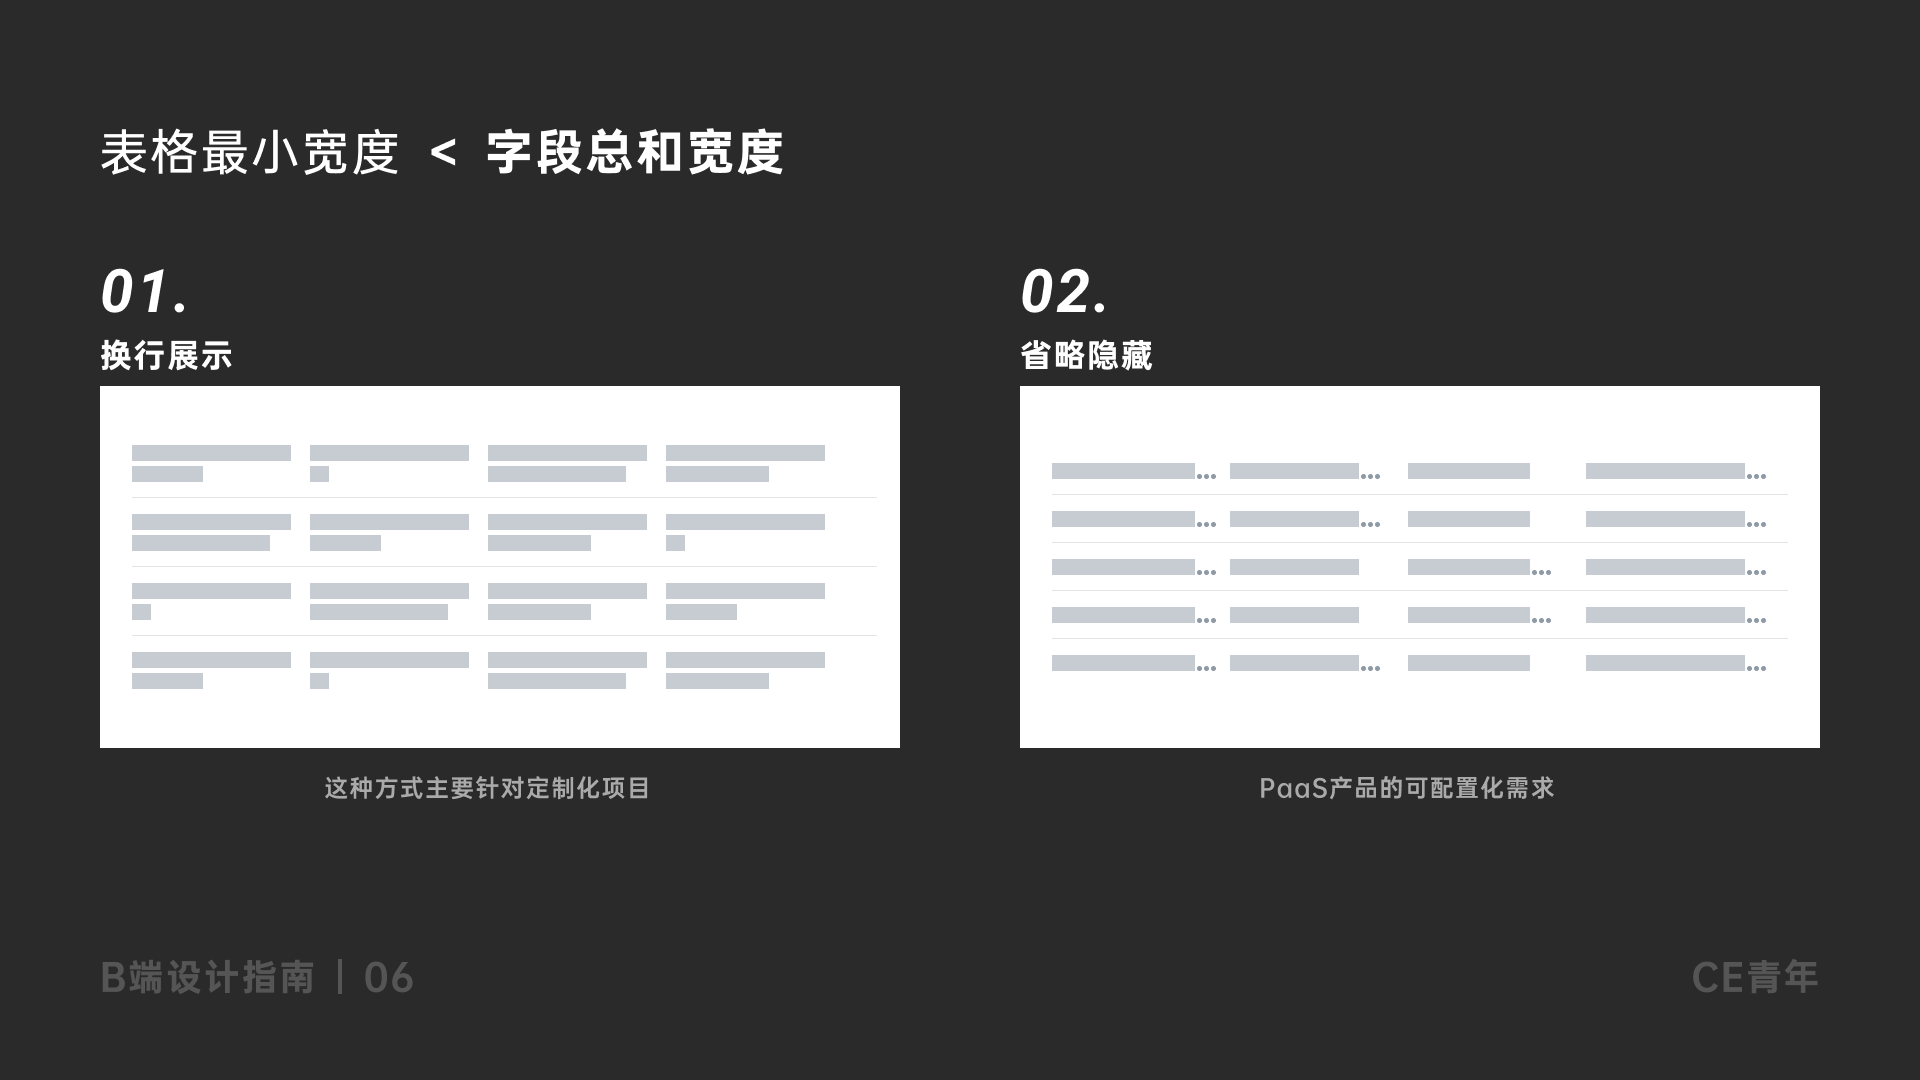 表格最小宽度 < 字段总和宽度
01.
换行展示
02.
省略隐藏
这种方式主要针对定制化项目
PaaS产品的可配置化需求
B端设计指南 | 06
CE青年